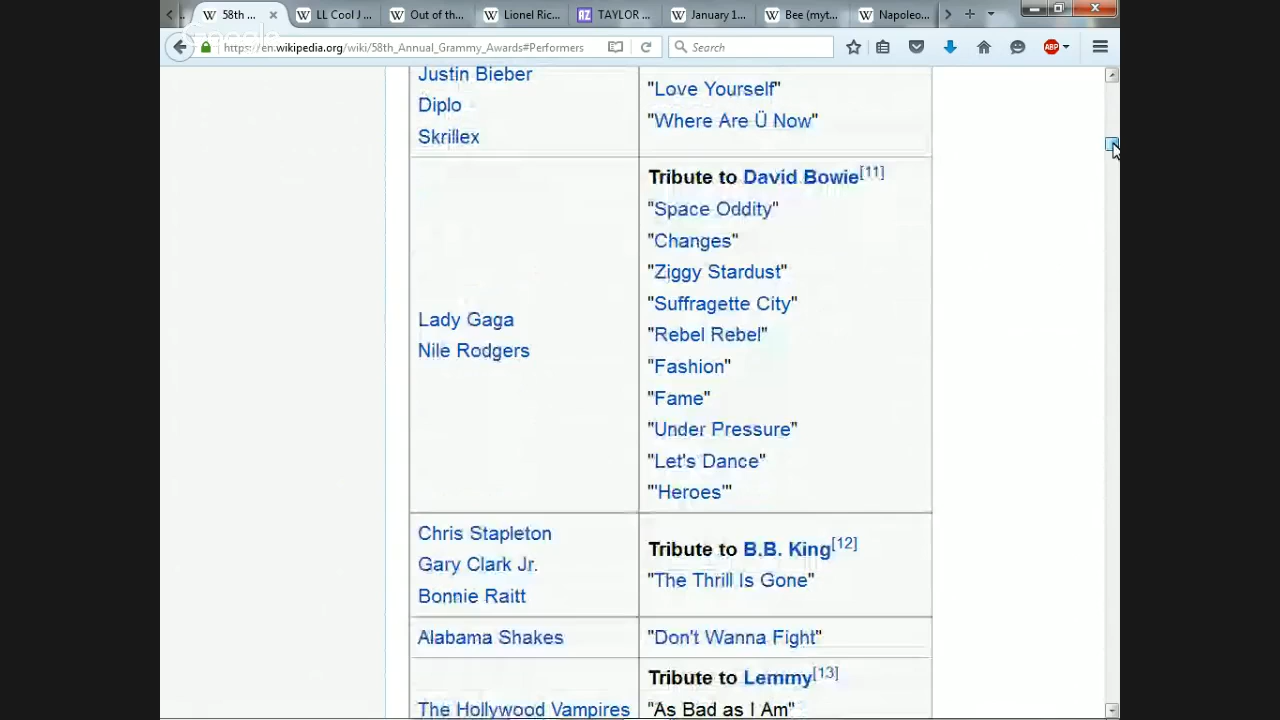 58th ...
LL Cool J ...
Out of th...
Lionel Ric...
AZ TAYLOR ...
January 1...
Bee (myt...
Napoleo...
https://en.wikipedia.org/wiki/58th_Annual_Grammy_Awards#Performers
Search
ABP
Justin Bieber
Diplo
Skrillex
"Love Yourself"
"Where Are Ü Now"
Lady Gaga
Nile Rodgers
Tribute to David Bowie[11]
"Space Oddity"
"Changes"
"Ziggy Stardust"
"Suffragette City"
"Rebel Rebel"
"Fashion"
"Fame"
"Under Pressure"
"Let's Dance"
"'Heroes'"
Chris Stapleton
Gary Clark Jr.
Bonnie Raitt
Tribute to B.B. King[12]
"The Thrill Is Gone"
Alabama Shakes
"Don't Wanna Fight"
The Hollywood Vampires
Tribute to Lemmy[13]
"As Bad as I Am"